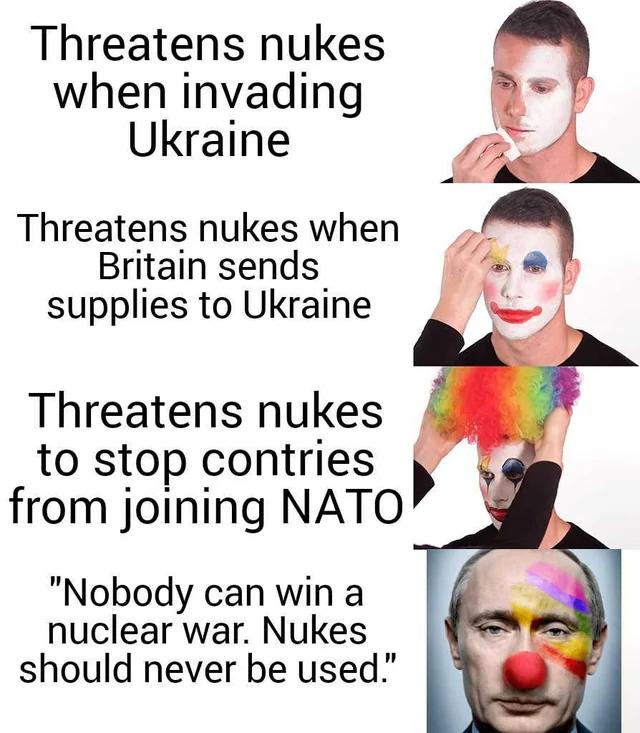 Threatens nukes
when invading
Ukraine
Threatens nukes when
Britain sends
supplies to Ukraine
Threatens nukes
to stop contries
from joining NATO
"Nobody can win a
nuclear war. Nukes
should never be used."